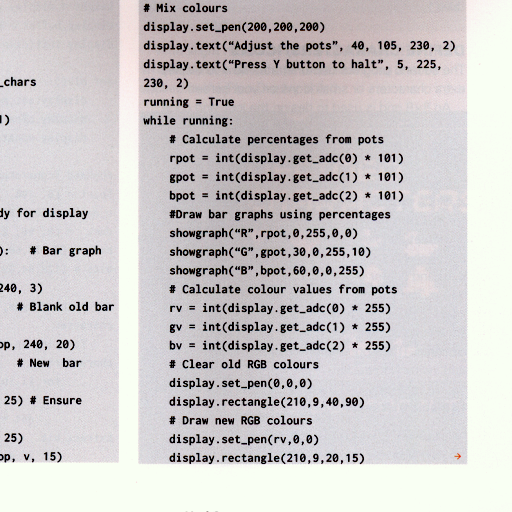 _chars
1)
dy for display
): # Bar graph
240, 3)
# Blank old bar
op, 240, 20)
# New bar
25) # Ensure
25)
op, v, 15)
# Mix colours
display.set_pen(200,200,200)
display.text(“Adjust the pots”, 40, 105, 230, 2)
display.text(“Press Y button to halt”, 5, 225,
230, 2)
running = True
while running:
# Calculate percentages from pots
rpot = int(display.get_adc(0) * 101)
gpot = int(display.get_adc(1) * 101)
bpot = int(display.get_adc(2) * 101)
#Draw bar graphs using percentages
showgraph(“R”,rpot,0,255,0,0)
showgraph(“G”,gpot,30,0,255,10)
showgraph(“B”,bpot,60,0,0,255)
# Calculate colour values from pots
rv = int(display.get_adc(0) * 255)
gv = int(display.get_adc(1) * 255)
bv = int(display.get_adc(2) * 255)
# Clear old RGB colours
display.set_pen(0,0,0)
display.rectangle(210,9,40,90)
# Draw new RGB colours
display.set_pen(rv,0,0)
display.rectangle(210,9,20,15)